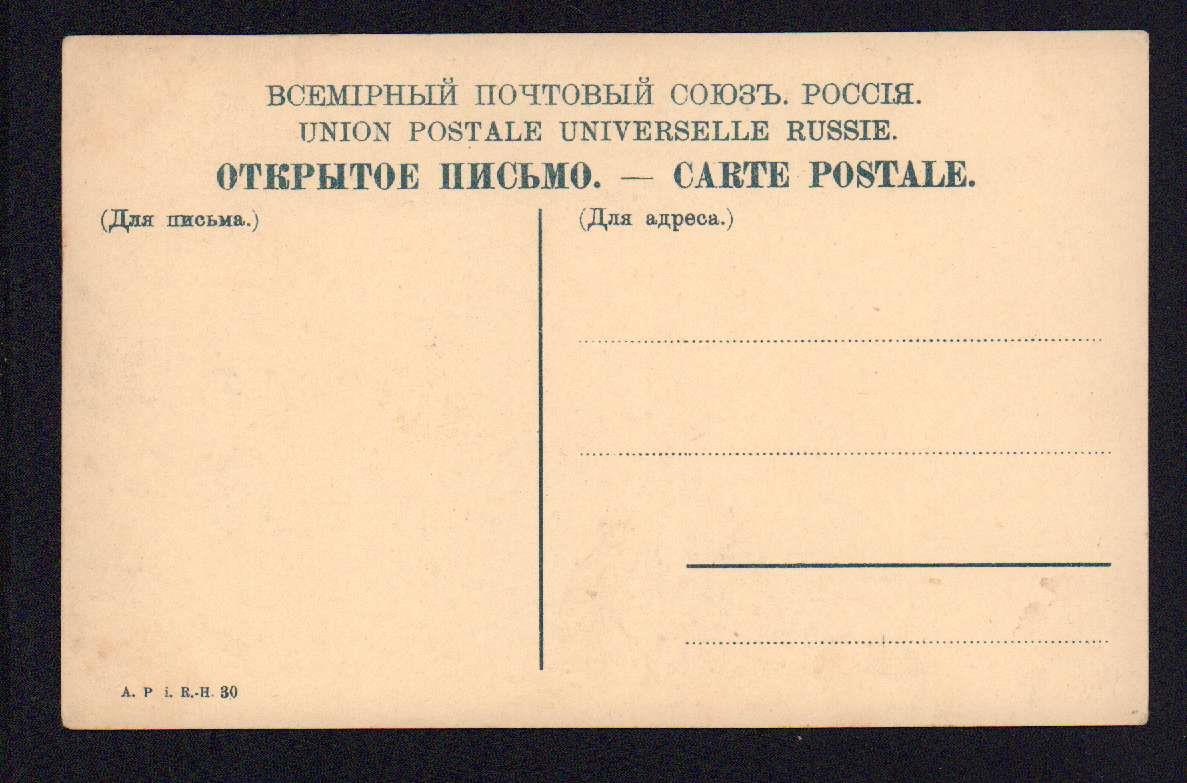 ВСЕМІРНЫЙ ПОЧТОВЫЙ СОЮЗЪ. РОССІЯ.
UNION POSTALE UNIVERSELLE RUSSIE.
ОТКРЫТОЕ ПИСЬМО. — CARTE POSTALE.
(Для письма.)
(Для адреса.)
A. P i. R.-H. 30